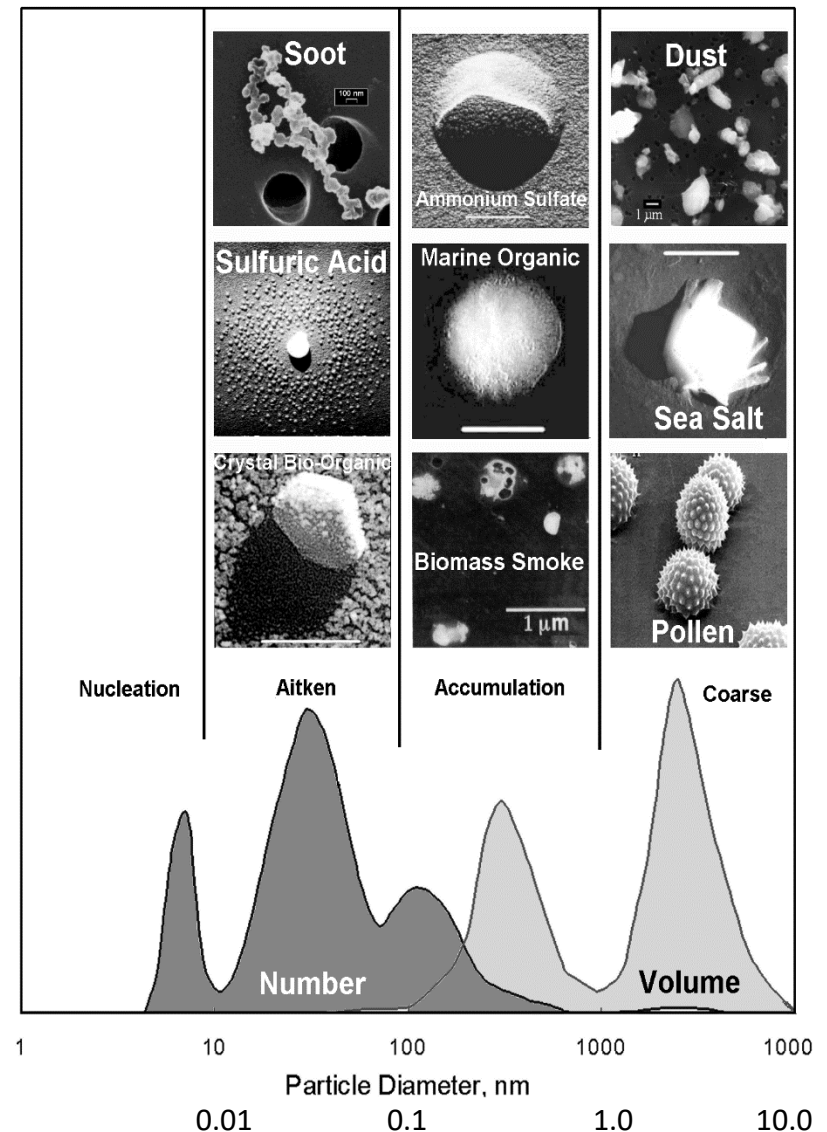 Soot
100 nm
Ammonium Sulfate
Dust
1 μm
Sulfuric Acid
Marine Organic
Sea Salt
Crystal Bio-Organic
Biomass Smoke
1 μm
Pollen
Nucleation Aitken Accumulation Coarse
Number Volume
1 10 100 1000 1000
Particle Diameter, nm
0.01 0.1 1.0 10.0